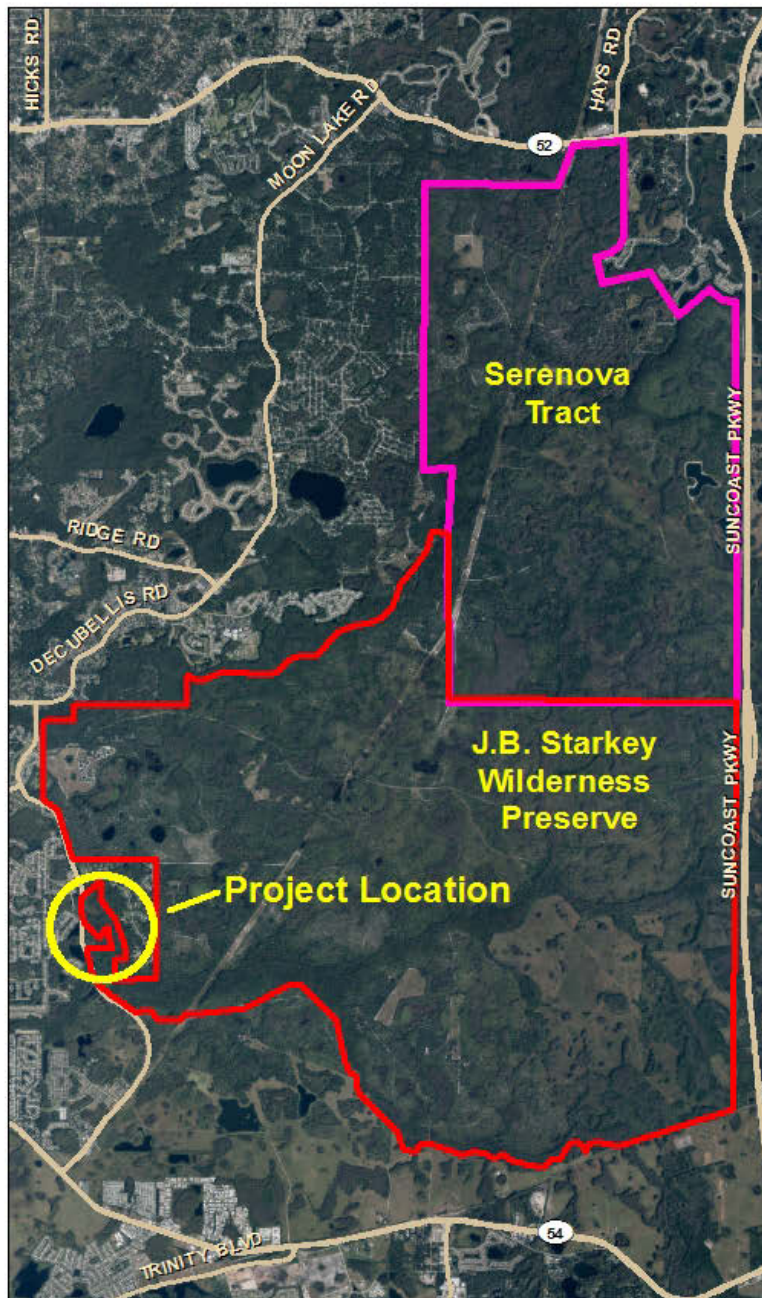 HICKS RD
HAYS RD
MOON LAKE RD
52
Serenova
Tract
SUNCOAST PKWY
RIDGE RD
DECUBELLIS RD
J.B. Starkey
Wilderness
Preserve
SUNCOAST PKWY
Project Location
54
TRINITY BLVD